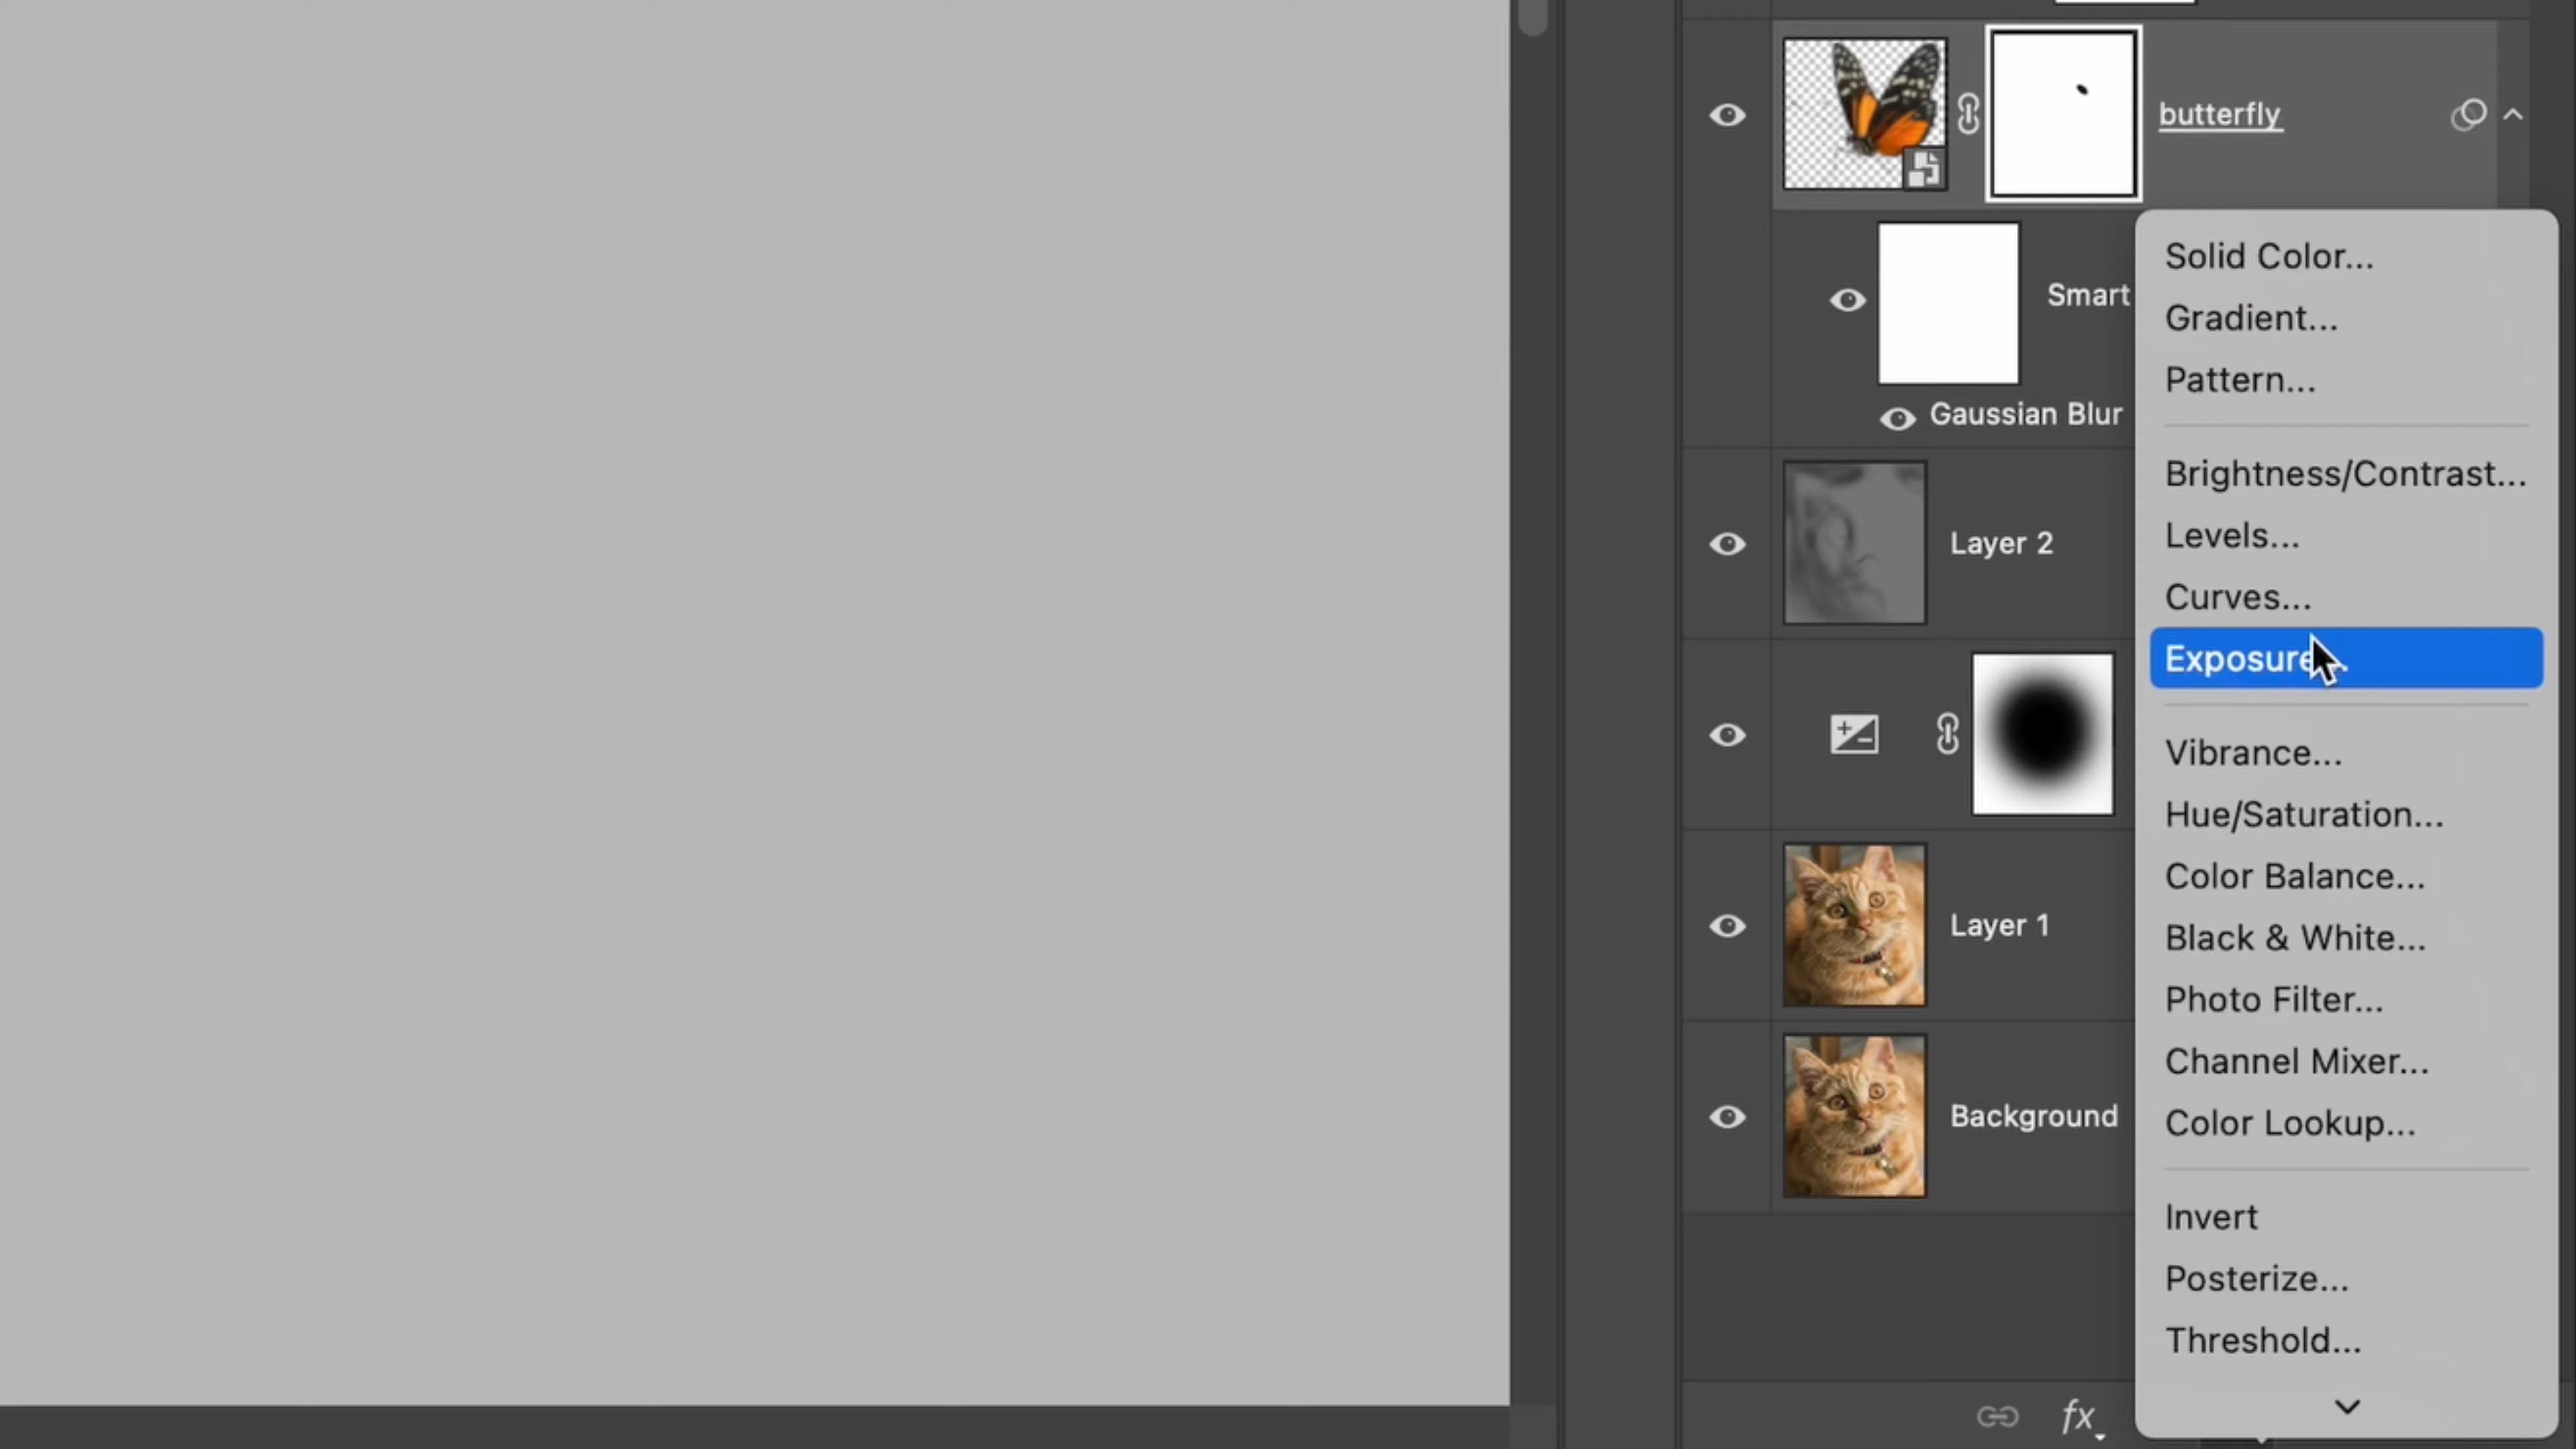 butterfly
Smart
Gaussian Blur
Layer 2
Layer 1
Background
fx
Solid Color...
Gradient...
Pattern...
Brightness/Contrast...
Levels...
Curves...
Exposure...
Vibrance...
Hue/Saturation...
Color Balance...
Black & White...
Photo Filter...
Channel Mixer...
Color Lookup...
Invert
Posterize...
Threshold...